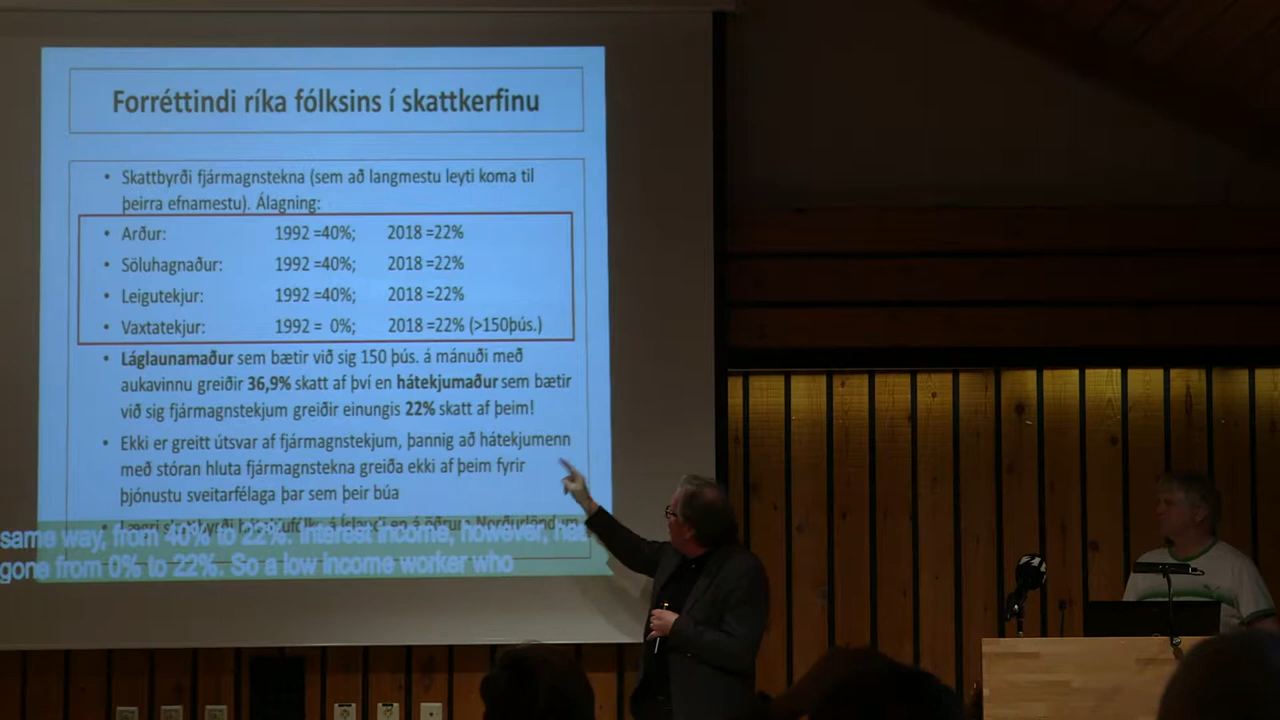 Forréttindi ríka fólksins í skattkerfinu
• Skattbyrði fjármagnstekna (sem að langmestu leyti koma til
þeirra efnamestu). Álagning:
• Arður: 1992 =40%; 2018 =22%
• Söluhagnaður: 1992 =40%; 2018 =22%
• Leigutekjur: 1992 =40%; 2018 =22%
• Vaxtatekjur: 1992 = 0%; 2018 =22% (>150þús.)
• Láglaunamaður sem bætir við sig 150 þús. á mánuði með
aukavinnu greiðir 36,9% skatt af því en hátekjumaður sem bætir
við sig fjármagnstekjum greiðir einungis 22% skatt af þeim!
• Ekki er greitt útsvar af fjármagnstekjum, þannig að hátekjumenn
með stóran hluta fjármagnstekna greiða ekki af þeim fyrir
þjónustu sveitarfélaga þar sem þeir búa
á Íslandi en á öðrum Norðurlöndum
same way, from 40% to 22%. Interest income, however, has
gone from 0% to 22%. So a low income worker who